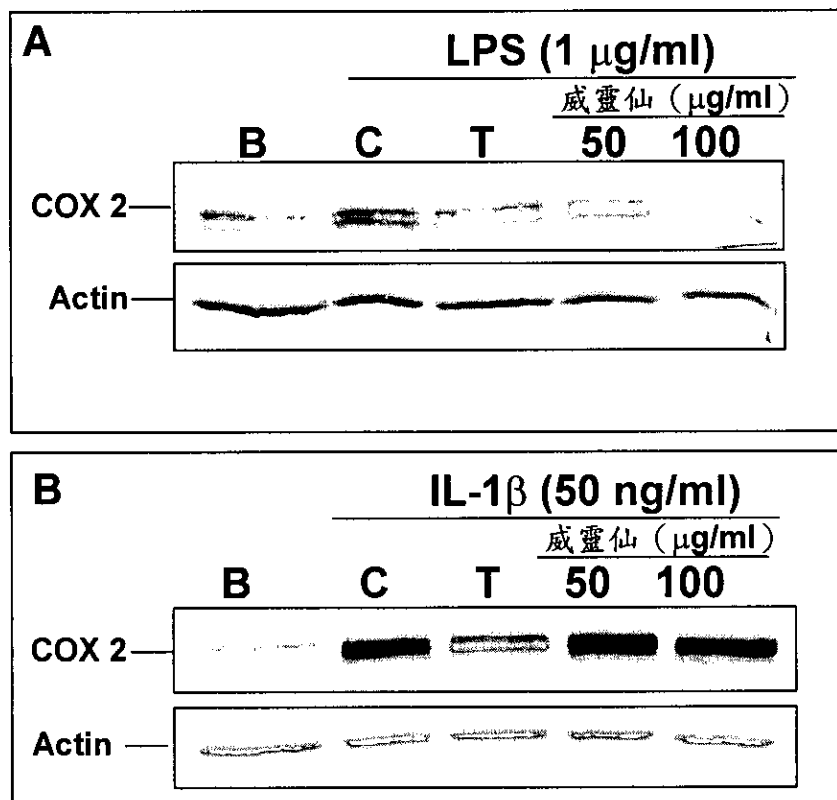 A
LPS (1 μg/ml)
威靈仙（μg/ml）
B C T 50 100
COX 2
Actin
B
IL-1β (50 ng/ml)
威靈仙（μg/ml）
B C T 50 100
COX 2
Actin